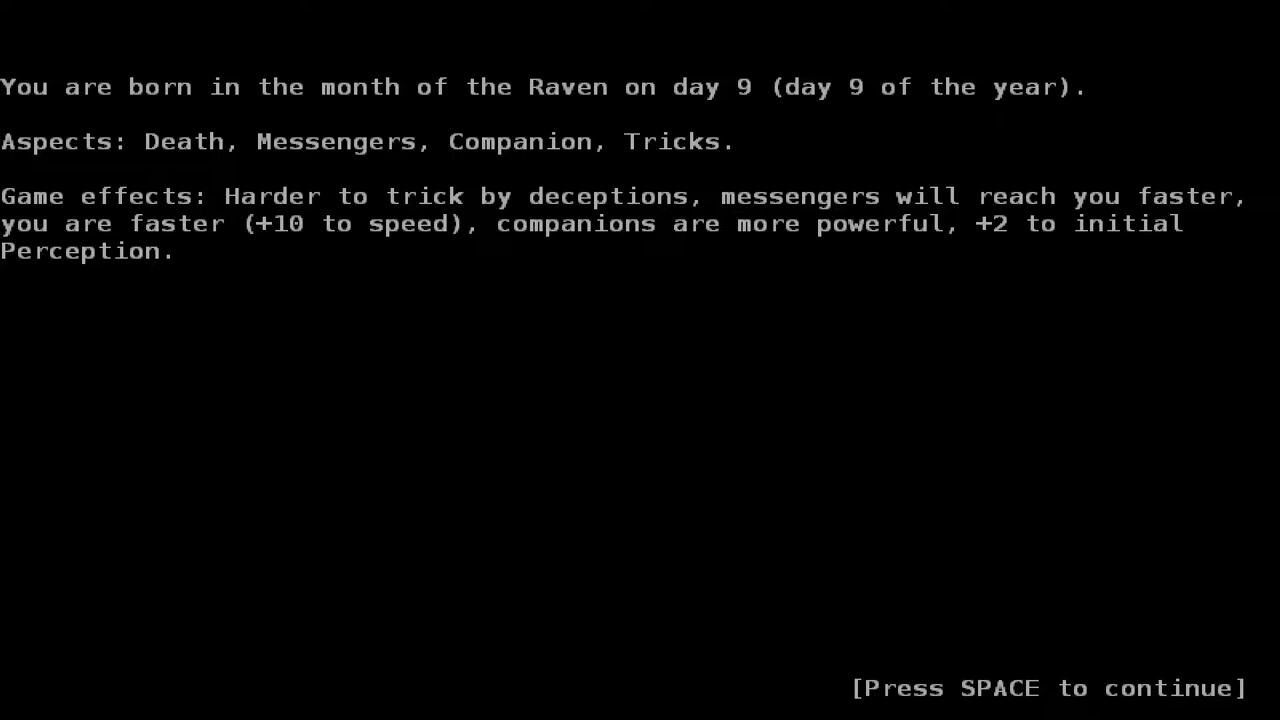 You are born in the month of the Raven on day 9 (day 9 of the year).
Aspects: Death, Messengers, Companion, Tricks.
Game effects: Harder to trick by deceptions, messengers will reach you faster,
you are faster (+10 to speed), companions are more powerful, +2 to initial
Perception.
[Press SPACE to continue]